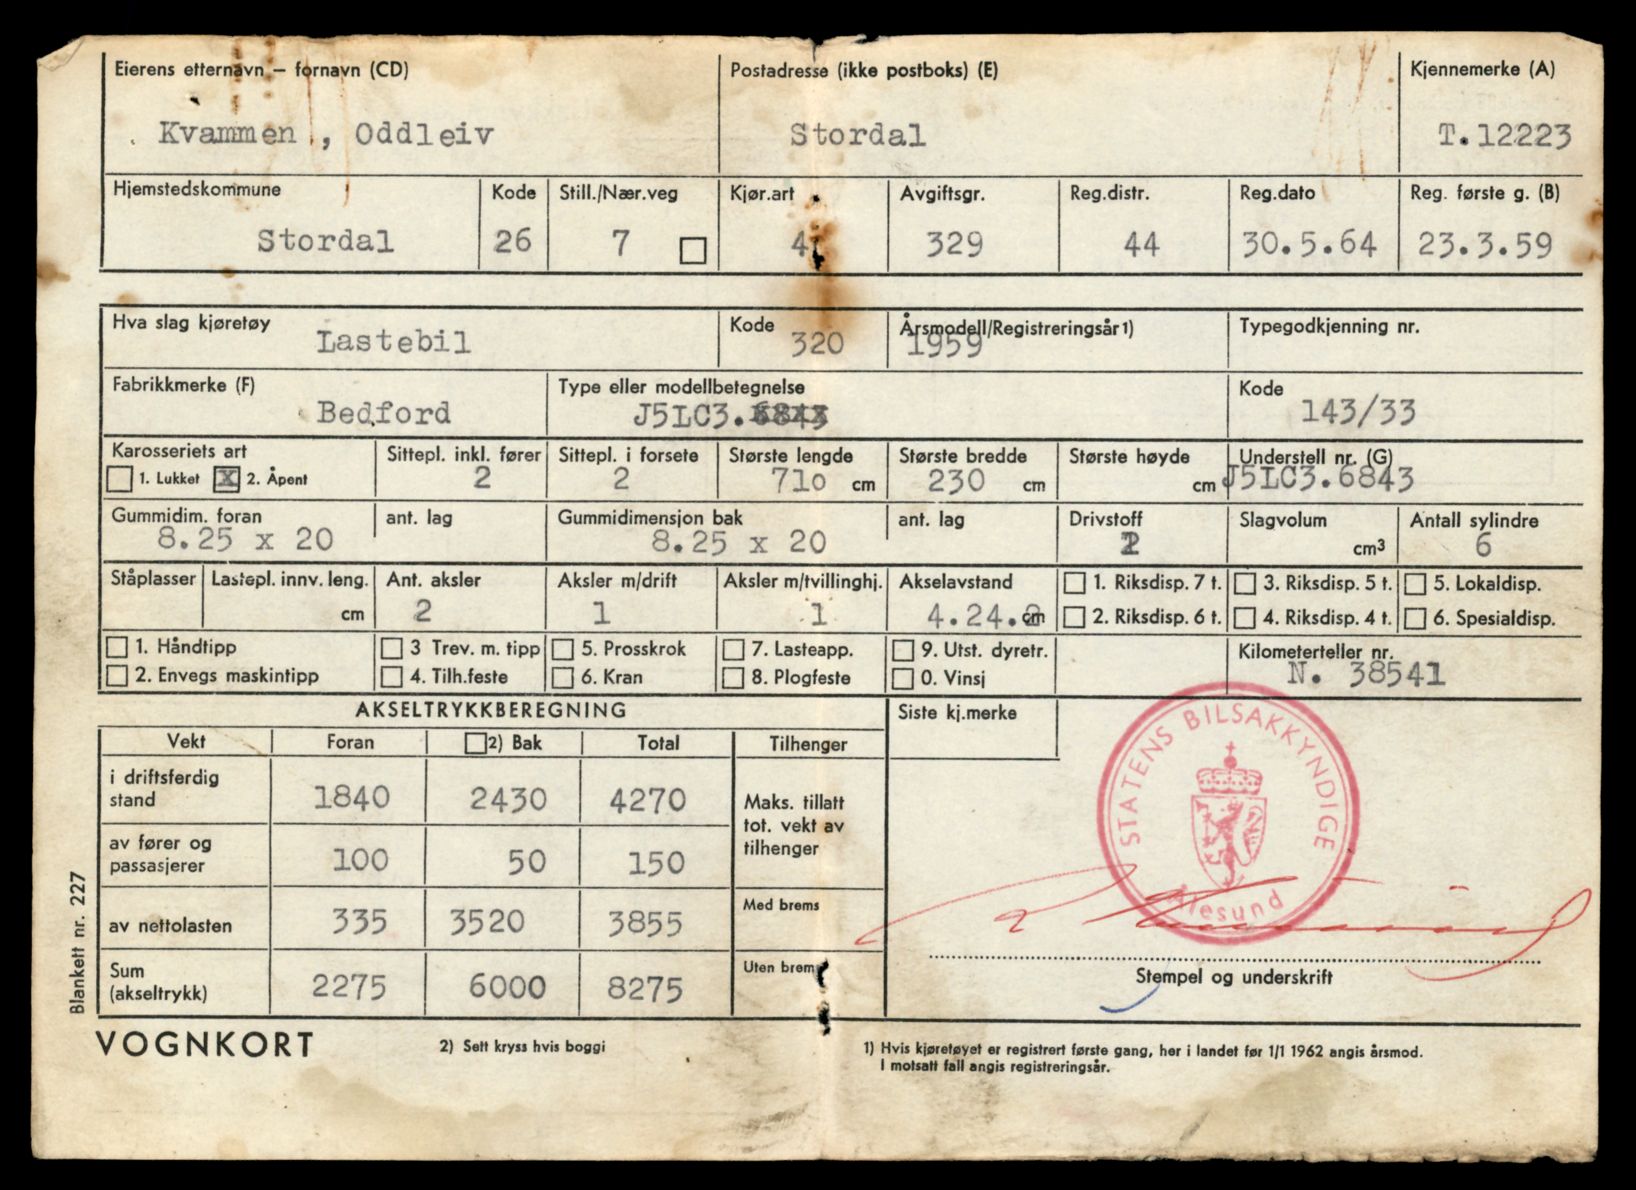 Eierens etternavn – fornavn (CD) Postadresse (ikke postboks) (E) Kjennemerke (A)
Kvammen, Oddleiv Stordal T.12223
Hjemstedskommune Kode Still./Nær.veg Kjør.art Avgiftsgr. Reg.distr. Reg.dato Reg. første g. (B)
Stordal 26 7 4 329 44 30.5.64 23.3.59
Hva slag kjøretøy Kode Årsmodell/Registreringsår1) Typegodkjenning nr.
Lastebil 320 1959
Fabrikkmerke (F) Type eller modellbetegnelse Kode
Bedford J5LC3. 143/33
Karosseriets art Sittepl. inkl. fører Sittepl. i forsete Største lengde Største bredde Største høyde Understell nr. (G)
1. Lukket X 2. Åpent 2 2 710 cm 230 cm cm J5LC3.6843
Gummidim. foran ant. lag Gummidimensjon bak ant. lag Drivstoff Slagvolum Antall sylindre
8.25 x 20 8.25 x 20 cm3 6
Ståplasser Lastepl. innv. leng. Ant. aksler Aksler m/drift Aksler m/tvillinghj. Akselavstand 1. Riksdisp. 7 t. 3. Riksdisp. 5 t. 5. Lokaldisp.
cm 2 1 1 4.24. cm 2. Riksdisp. 6 t. 4. Riksdisp. 4 t. 6. Spesialdisp.
1. Håndtipp 3 Trev. m. tipp 5. Prosskrok 7. Lasteapp. 9. Utst. dyretr. Kilometerteller nr.
2. Envegs maskintipp 4. Tilh.feste 6. Kran 8. Plogfeste 0. Vinsj N. 38541
AKSELTRYKKBEREGNING Siste kj.merke
Vekt Foran 2) Bak Total Tilhenger
i driftsferdig
stand 1840 2430 4270
Maks. tillatt
tot. vekt av
tilhenger
av fører og
passasjerer 100 50 150
Med brems
av nettolasten 335 3520 3855
Uten brems
Sum
(akseltrykk) 2275 6000 8275
STATENS BILSAKKYNDIGE
Ålesund
Stempel og underskrift
Blankett nr. 227
VOGNKORT 2) Sett kryss hvis boggi
1) Hvis kjøretøyet er registrert første gang, her i landet før 1/1 1962 angis årsmod.
I motsatt fall angis registreringsår.